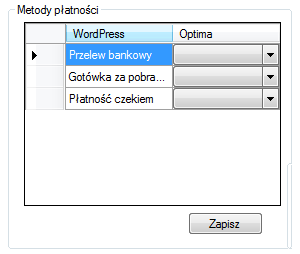 Metody płatności
WordPress Optima
Przelew bankowy
Gotówka za pobra...
Płatność czekiem
Zapisz